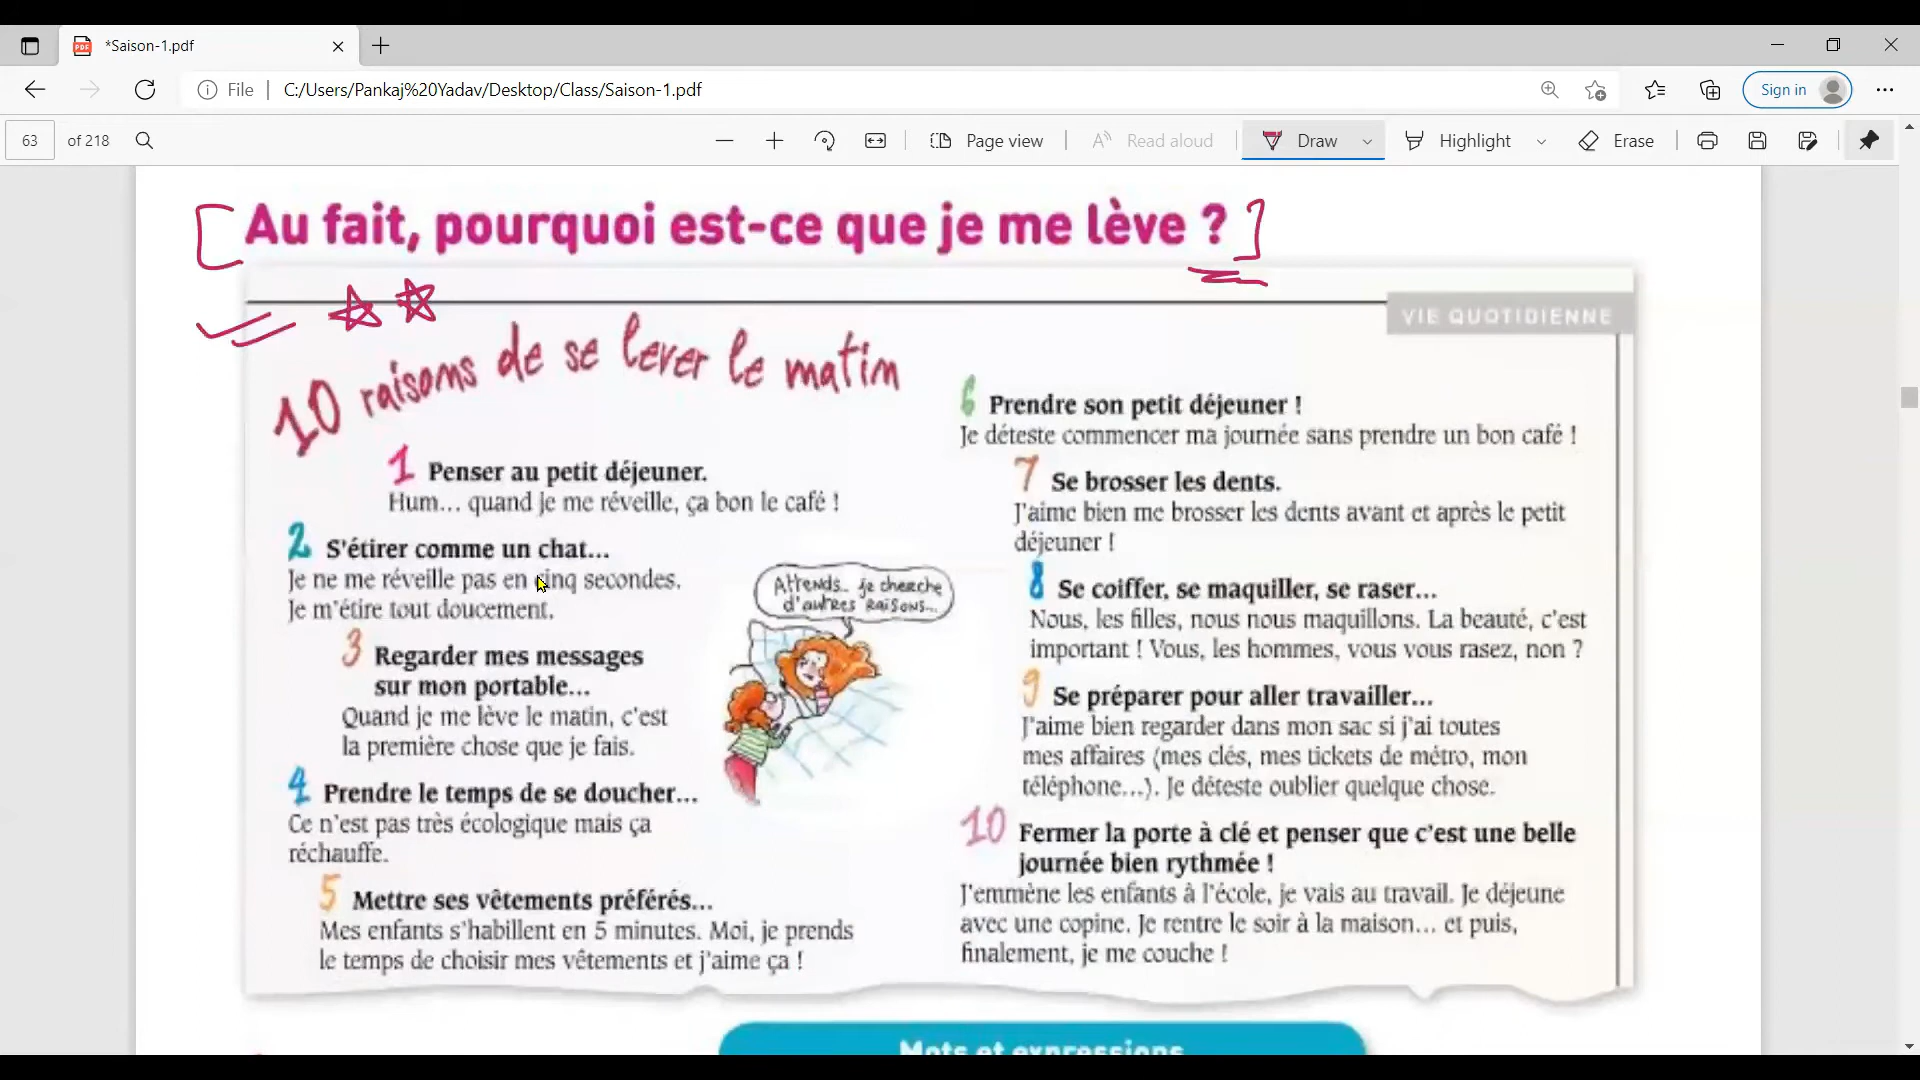 *Saison-1.pdf
File
C:/Users/Pankaj%20Yadav/Desktop/Class/Saison-1.pdf
Sign in
63 of 218
Page view
Read aloud
Draw
Highlight
Erase
Au fait, pourquoi est-ce que je me lève ?
VIE QUOTIDIENNE
10 raisons de se lever le matin
1 Penser au petit déjeuner.
Hum... quand je me réveille, ça bon le café !
2 S'étirer comme un chat...
Je ne me réveille pas en cinq secondes.
Je m'étire tout doucement.
3 Regarder mes messages
sur mon portable...
Quand je me lève le matin, c'est
la première chose que je fais.
4 Prendre le temps de se doucher...
Ce n'est pas très écologique mais ça
réchauffe.
5 Mettre ses vêtements préférés...
Mes enfants s'habillent en 5 minutes. Moi, je prends
le temps de choisir mes vêtements et j'aime ça !
Attends... je cherche
d'autres raisons...
6 Prendre son petit déjeuner !
Je déteste commencer ma journée sans prendre un bon café !
7 Se brosser les dents.
J'aime bien me brosser les dents avant et après le petit
déjeuner !
8 Se coiffer, se maquiller, se raser...
Nous, les filles, nous nous maquillons. La beauté, c'est
important ! Vous, les hommes, vous vous rasez, non ?
9 Se préparer pour aller travailler...
J'aime bien regarder dans mon sac si j'ai toutes
mes affaires (mes clés, mes tickets de métro, mon
téléphone...). Je déteste oublier quelque chose.
10 Fermer la porte à clé et penser que c'est une belle
journée bien rythmée !
J'emmène les enfants à l'école, je vais au travail. Je déjeune
avec une copine. Je rentre le soir à la maison... et puis,
finalement, je me couche !
Mots et expressions